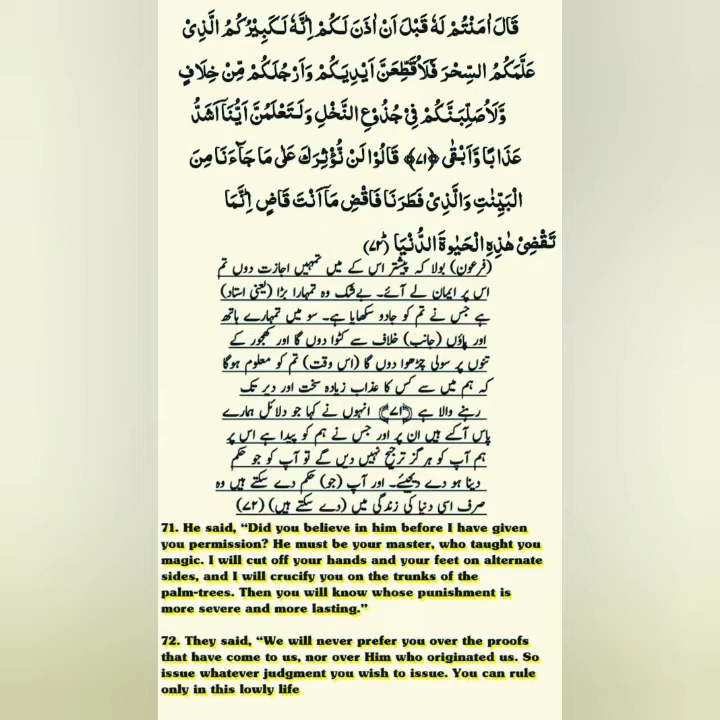 قَالَ اٰمَنْتُمْ لَهٗ قَبْلَ اَنْ اٰذَنَ لَكُمْ اِنَّهٗ لَكَبِيْرُكُمُ الَّذِىْ
عَلَّمَكُمُ السِّحْرَ فَلَاُقَطِّعَنَّ اَيْدِيَكُمْ وَاَرْجُلَكُمْ مِّنْ خِلَافٍ
وَّلَاُصَلِّبَنَّكُمْ فِىْ جُذُوْعِ النَّخْلِ وَلَتَعْلَمُنَّ اَيُّنَاۤ اَشَدُّ
عَذَابًا وَّاَبْقٰى ﴿۷۱﴾ قَالُوْا لَنْ نُّؤْثِرَكَ عَلٰى مَا جَآءَنَا مِنَ
الْبَيِّنٰتِ وَالَّذِىْ فَطَرَنَا فَاقْضِ مَاۤ اَنْتَ قَاضٍ اِنَّمَا
تَقْضِىْ هٰذِهِ الْحَيٰوةَ الدُّنْيَا ؕ (۷۲)
(فرعون) بولا کہ پیشتر اس کے میں تمہیں اجازت دوں تم
اس پر ایمان لے آئے۔ بےشک وہ تمہارا بڑا (یعنی استاد)
ہے جس نے تم کو جادو سکھایا ہے۔ سو میں تمہارے ہاتھ
اور پاؤں (جانب) خلاف سے کٹوا دوں گا اور کھجور کے
تنوں پر سولی چڑھوا دوں گا (اس وقت) تم کو معلوم ہوگا
کہ ہم میں سے کس کا عذاب زیادہ سخت اور دیر تک
رہنے والا ہے ﴿۷۱﴾ انہوں نے کہا جو دلائل ہمارے
پاس آگئے ہیں ان پر اور جس نے ہم کو پیدا ہے اس پر
ہم آپ کو ہرگز ترجیح نہیں دیں گے تو آپ کو جو حکم
دینا ہو دے دیجیئے۔ اور آپ (جو) حکم دے سکتے ہیں وہ
صرف اسی دنیا کی زندگی میں (دے سکتے ہیں) (۷۲)
71. He said, “Did you believe in him before I have given
you permission? He must be your master, who taught you
magic. I will cut off your hands and your feet on alternate
sides, and I will crucify you on the trunks of the
palm-trees. Then you will know whose punishment is
more severe and more lasting.”
72. They said, “We will never prefer you over the proofs
that have come to us, nor over Him who originated us. So
issue whatever judgment you wish to issue. You can rule
only in this lowly life